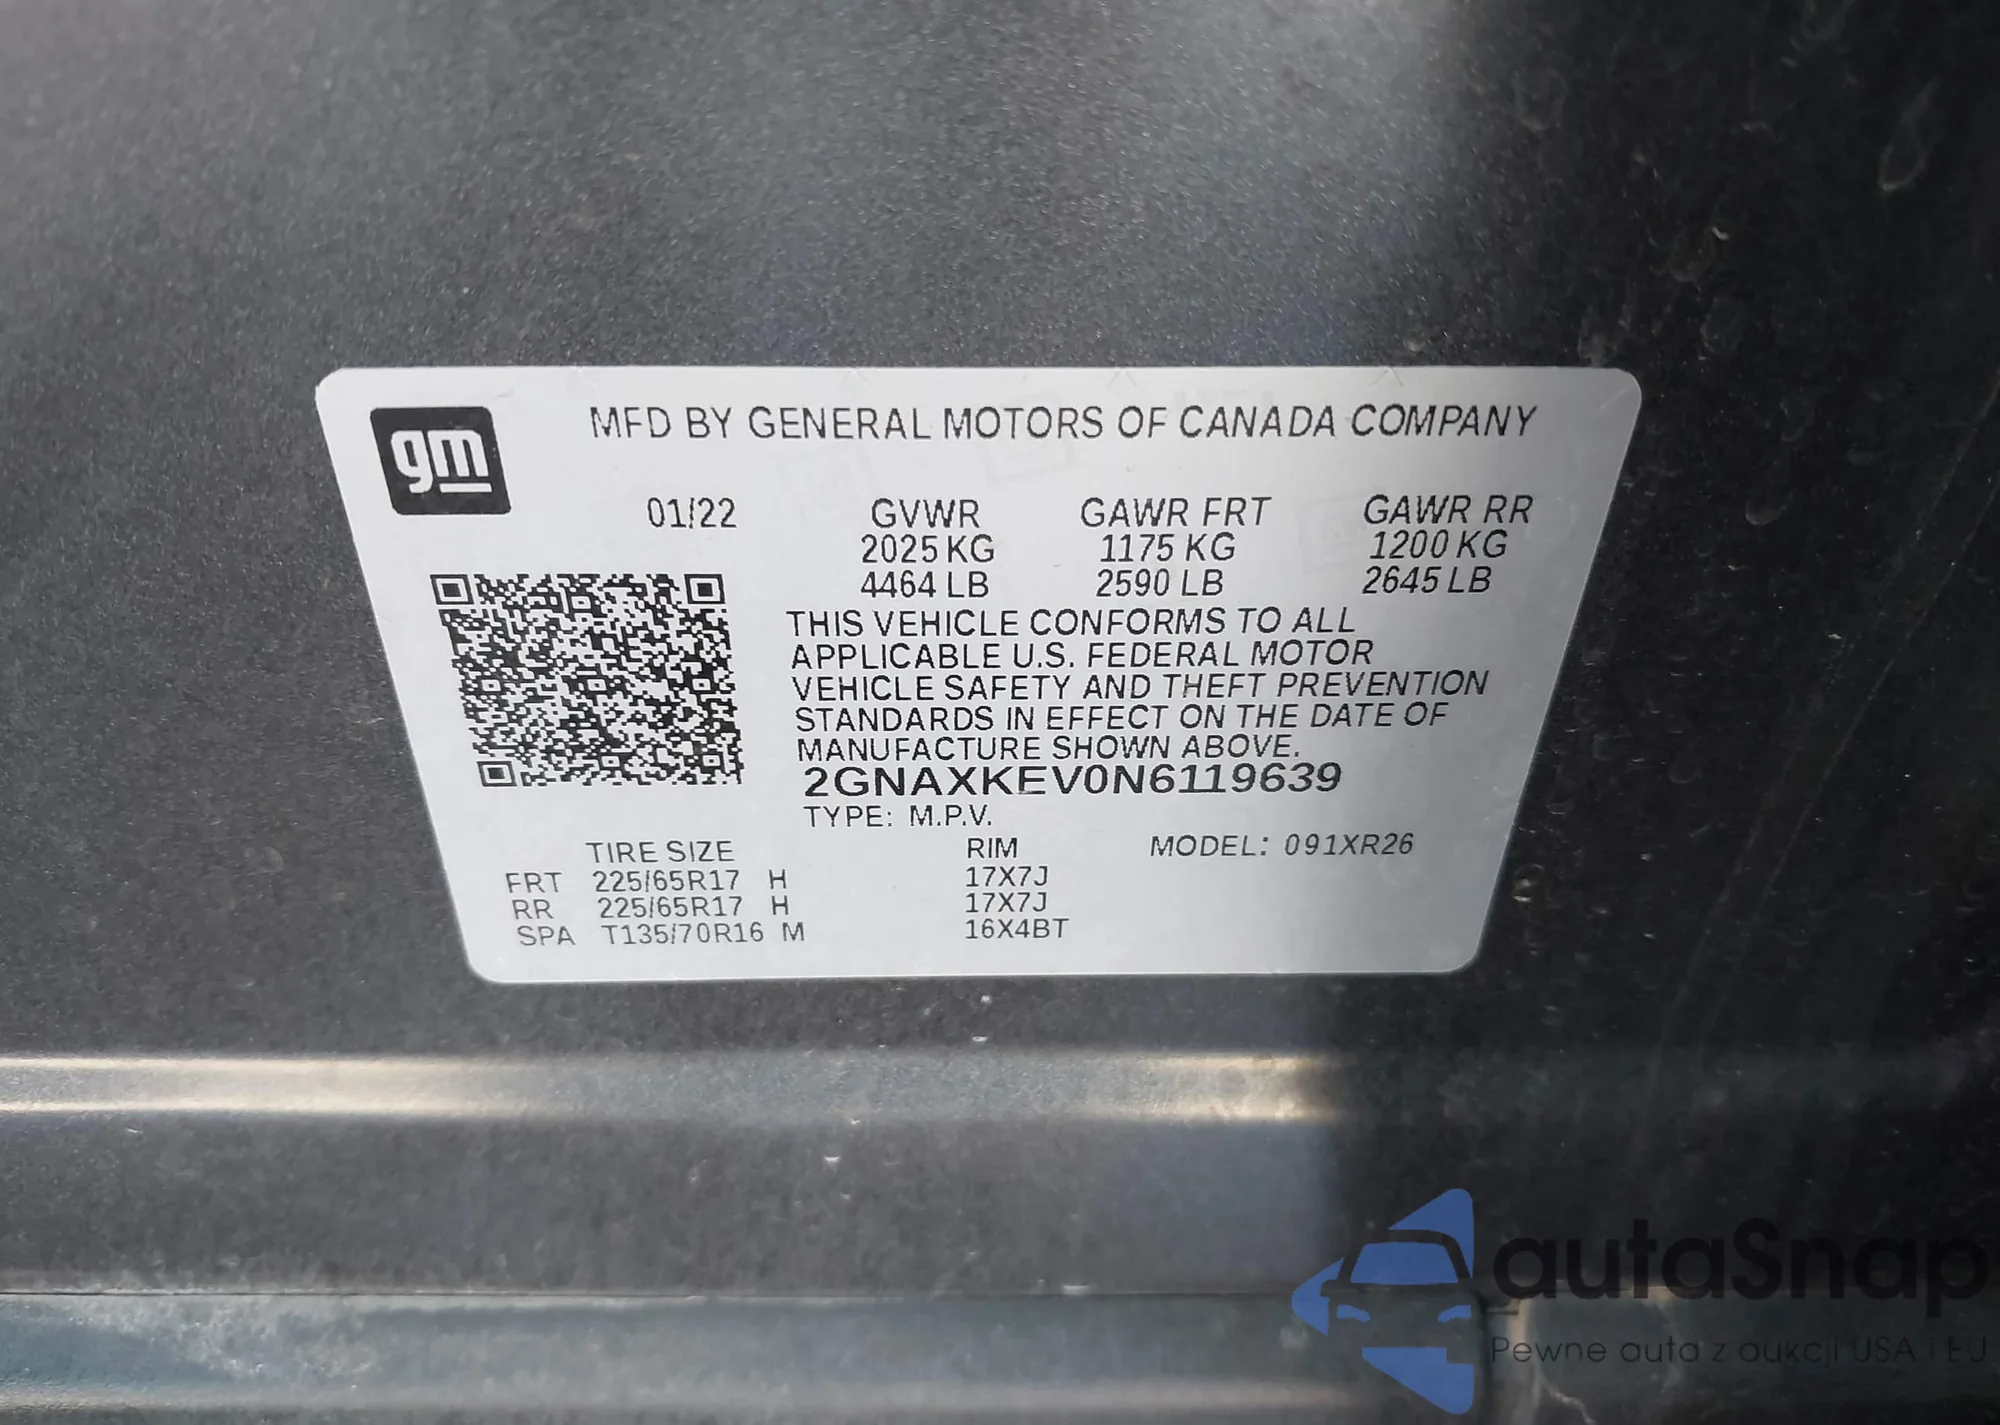 gm
MFD BY GENERAL MOTORS OF CANADA COMPANY
01/22 GVWR GAWR FRT GAWR RR
2025 KG 1175 KG 1200 KG
4464 LB 2590 LB 2645 LB
THIS VEHICLE CONFORMS TO ALL
APPLICABLE U.S. FEDERAL MOTOR
VEHICLE SAFETY AND THEFT PREVENTION
STANDARDS IN EFFECT ON THE DATE OF
MANUFACTURE SHOWN ABOVE.
2GNAXKEV0N6119639
TYPE: M.P.V.
TIRE SIZE RIM MODEL: 091XR26
FRT 225/65R17 H 17X7J
RR 225/65R17 H 17X7J
SPA T135/70R16 M 16X4BT
autaSnap
Pewne auta z aukcji USA i EU